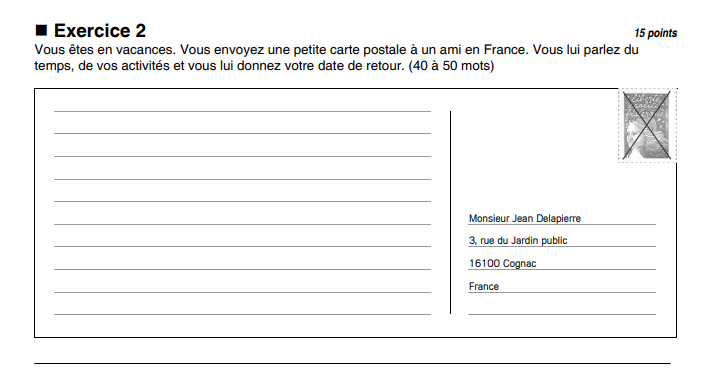 ■ Exercice 2
15 points
Vous êtes en vacances. Vous envoyez une petite carte postale à un ami en France. Vous lui parlez du
temps, de vos activités et vous lui donnez votre date de retour. (40 à 50 mots)
Monsieur Jean Delapierre
3, rue du Jardin public
16100 Cognac
France